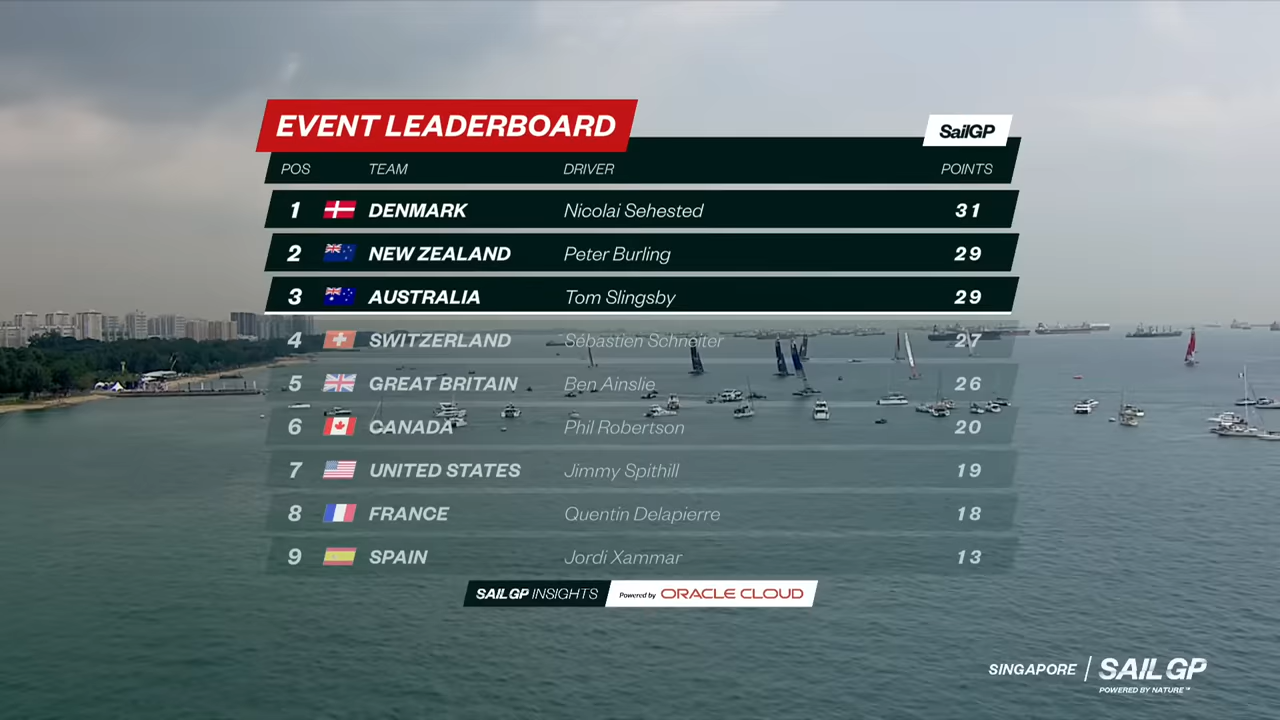 EVENT LEADERBOARD
SailGP
POS TEAM DRIVER POINTS
1 DENMARK Nicolai Sehested 31
2 NEW ZEALAND Peter Burling 29
3 AUSTRALIA Tom Slingsby 29
4 SWITZERLAND Sébastien Schneiter 27
5 GREAT BRITAIN Ben Ainslie 26
6 CANADA Phil Robertson 20
7 UNITED STATES Jimmy Spithill 19
8 FRANCE Quentin Delapierre 18
9 SPAIN Jordi Xammar 13
SAILGP INSIGHTS Powered by ORACLE CLOUD
SINGAPORE | SAILGP
POWERED BY NATURE™